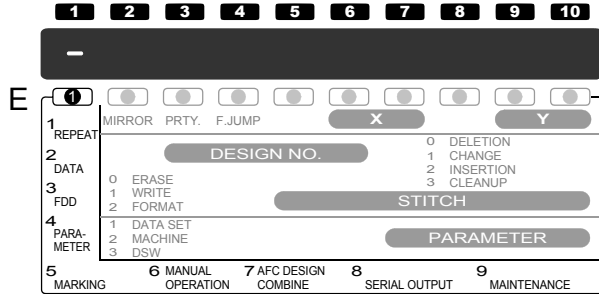 1 2 3 4 5 6 7 8 9 10
–
E 1
1 REPEAT MIRROR PRTY. F.JUMP X Y
2 DATA DESIGN NO. 0 DELETION
1 CHANGE
2 INSERTION
3 CLEANUP
3 FDD 0 ERASE
1 WRITE
2 FORMAT
STITCH
4 PARA-
METER
1 DATA SET
2 MACHINE
3 DSW
PARAMETER
5 MARKING
6 MANUAL
OPERATION
7 AFC DESIGN
COMBINE
8 SERIAL OUTPUT
9 MAINTENANCE